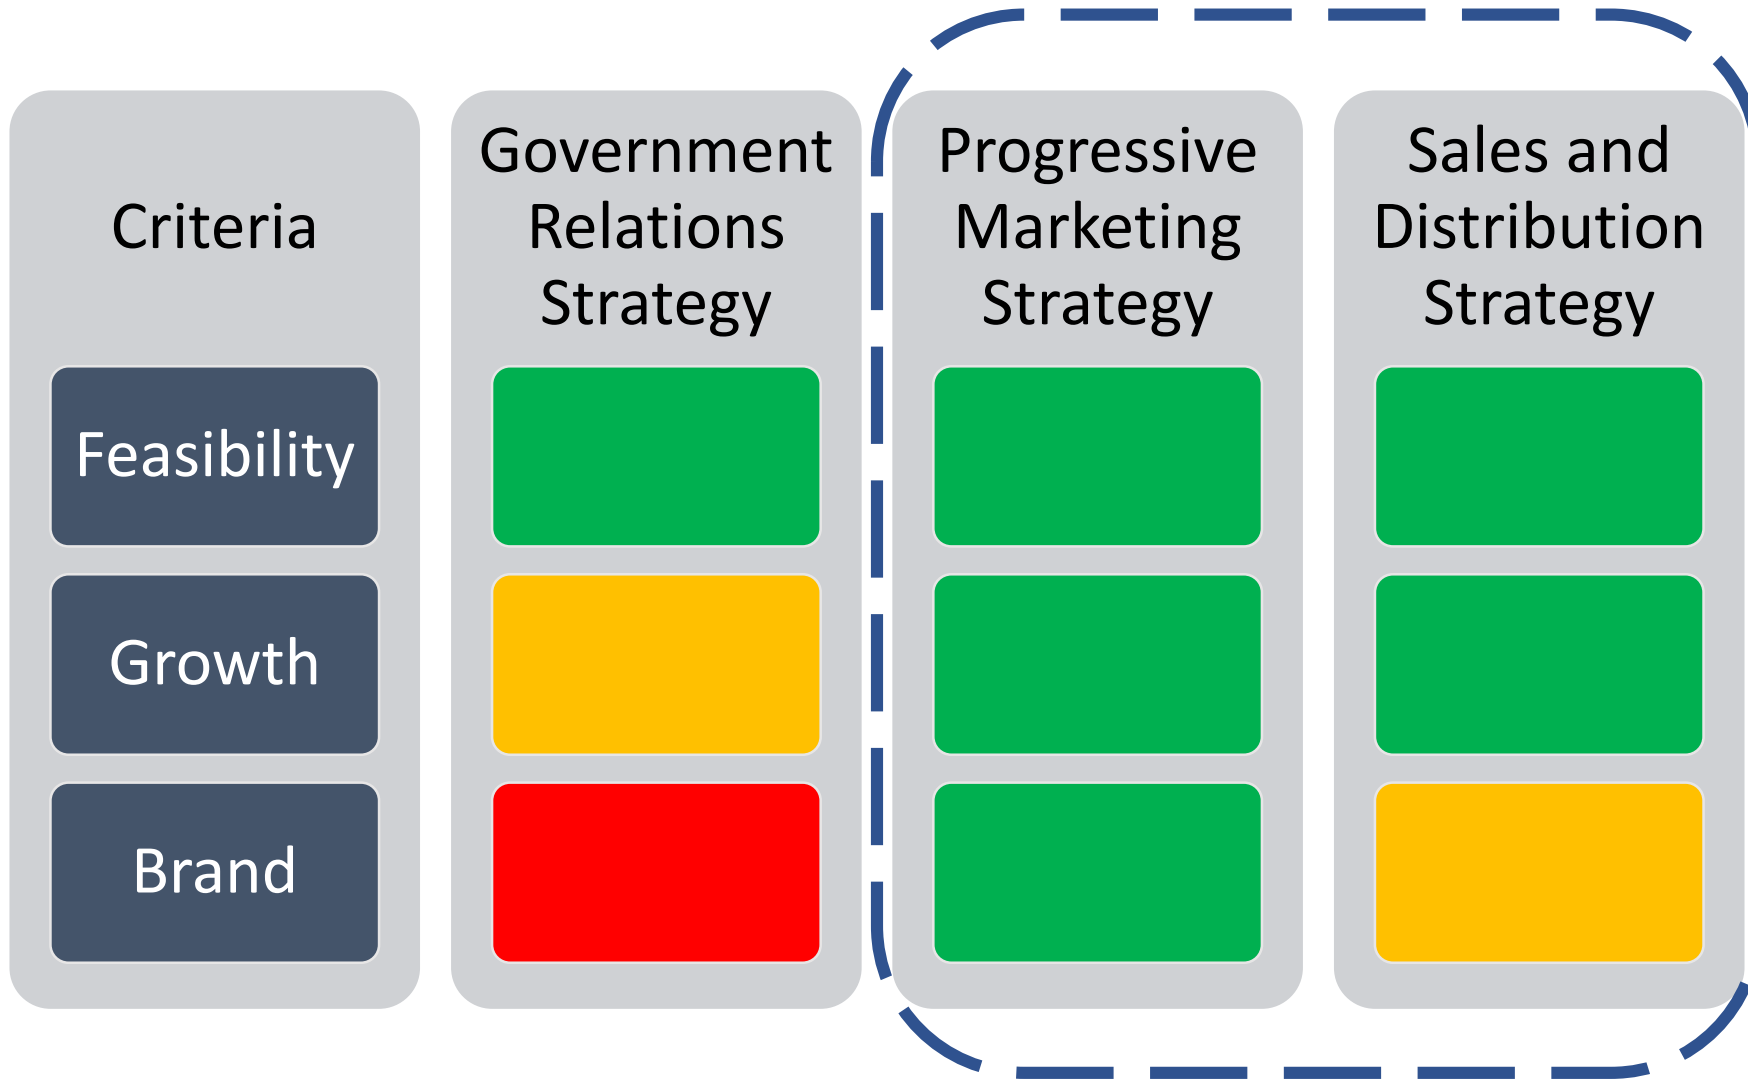 Criteria
Government
Relations
Strategy
Progressive
Marketing
Strategy
Sales and
Distribution
Strategy
Feasibility
Growth
Brand